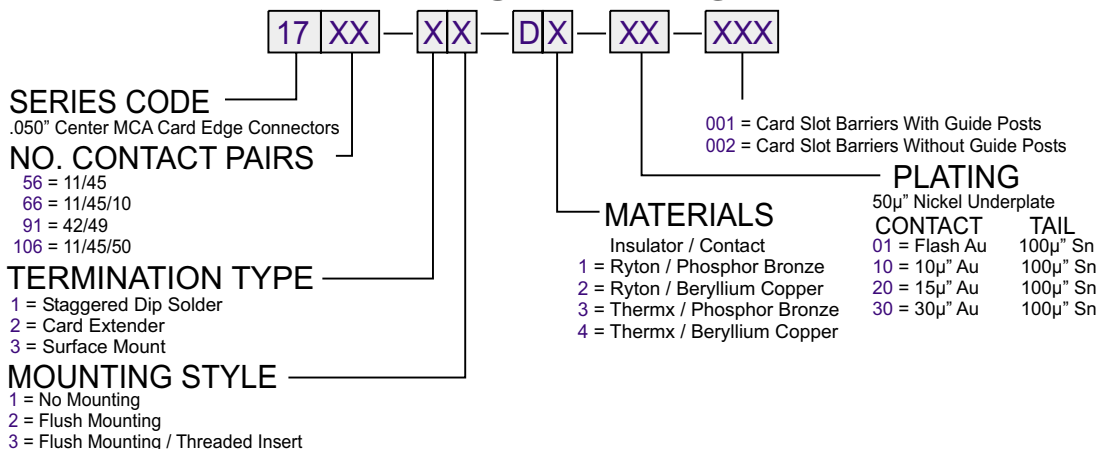 17 XX — X X — D X — XX — XXX
SERIES CODE
.050” Center MCA Card Edge Connectors
NO. CONTACT PAIRS
56 = 11/45
66 = 11/45/10
91 = 42/49
106 = 11/45/50
TERMINATION TYPE
1 = Staggered Dip Solder
2 = Card Extender
3 = Surface Mount
MOUNTING STYLE
1 = No Mounting
2 = Flush Mounting
3 = Flush Mounting / Threaded Insert
MATERIALS
Insulator / Contact
1 = Ryton / Phosphor Bronze
2 = Ryton / Beryllium Copper
3 = Thermx / Phosphor Bronze
4 = Thermx / Beryllium Copper
001 = Card Slot Barriers With Guide Posts
002 = Card Slot Barriers Without Guide Posts
PLATING
50µ” Nickel Underplate
CONTACT TAIL
01 = Flash Au 100µ” Sn
10 = 10µ” Au 100µ” Sn
20 = 15µ” Au 100µ” Sn
30 = 30µ” Au 100µ” Sn